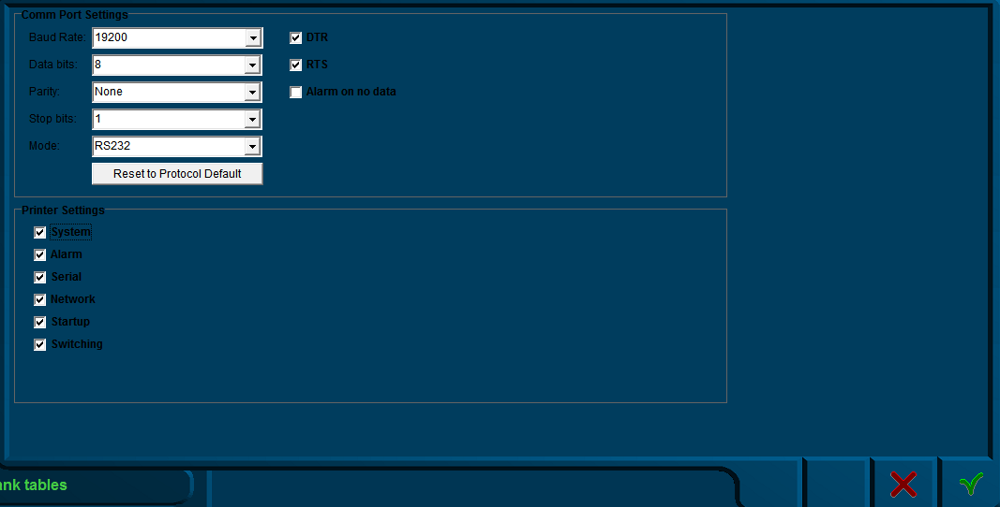 Comm Port Settings
Baud Rate: 19200 DTR
Data bits: 8 RTS
Parity: None Alarm on no data
Stop bits: 1
Mode: RS232
Reset to Protocol Default
Printer Settings
System
Alarm
Serial
Network
Startup
Switching
tables